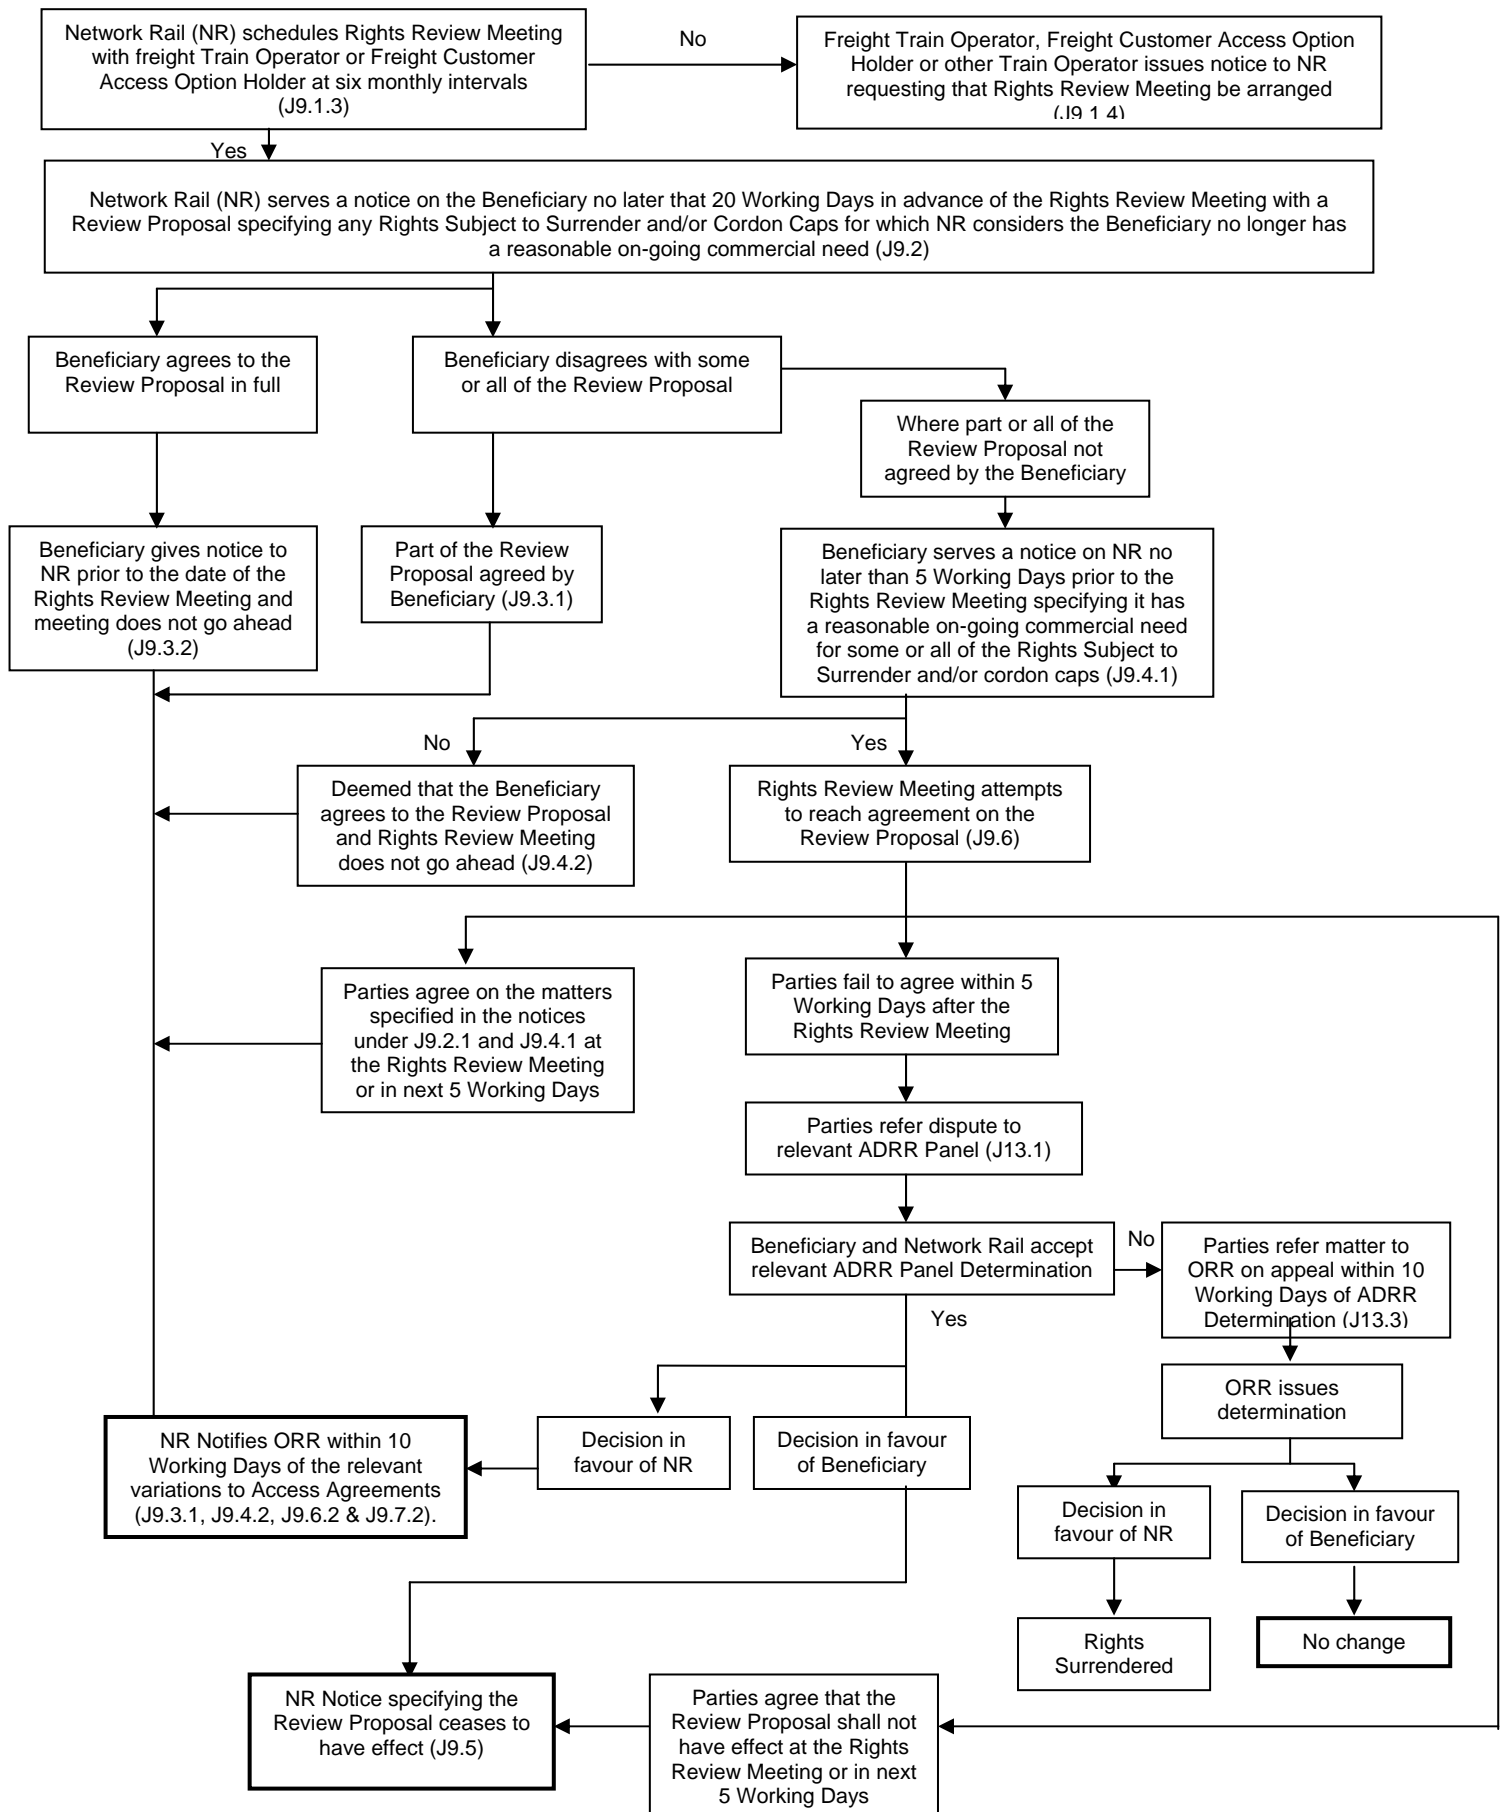 Network Rail (NR) schedules Rights Review Meeting
with freight Train Operator or Freight Customer
Access Option Holder at six monthly intervals
(J9.1.3)
No
Freight Train Operator, Freight Customer Access Option
Holder or other Train Operator issues notice to NR
requesting that Rights Review Meeting be arranged
(J9.1.4)
Yes
Network Rail (NR) serves a notice on the Beneficiary no later that 20 Working Days in advance of the Rights Review Meeting with a
Review Proposal specifying any Rights Subject to Surrender and/or Cordon Caps for which NR considers the Beneficiary no longer has
a reasonable on-going commercial need (J9.2)
Beneficiary agrees to the
Review Proposal in full
Beneficiary disagrees with some
or all of the Review Proposal
Where part or all of the
Review Proposal not
agreed by the Beneficiary
Beneficiary gives notice to
NR prior to the date of the
Rights Review Meeting and
meeting does not go ahead
(J9.3.2)
Part of the Review
Proposal agreed by
Beneficiary (J9.3.1)
Beneficiary serves a notice on NR no
later than 5 Working Days prior to the
Rights Review Meeting specifying it has
a reasonable on-going commercial need
for some or all of the Rights Subject to
Surrender and/or cordon caps (J9.4.1)
No
Yes
Deemed that the Beneficiary
agrees to the Review Proposal
and Rights Review Meeting
does not go ahead (J9.4.2)
Rights Review Meeting attempts
to reach agreement on the
Review Proposal (J9.6)
Parties agree on the matters
specified in the notices
under J9.2.1 and J9.4.1 at
the Rights Review Meeting
or in next 5 Working Days
Parties fail to agree within 5
Working Days after the
Rights Review Meeting
Parties refer dispute to
relevant ADRR Panel (J13.1)
Beneficiary and Network Rail accept
relevant ADRR Panel Determination
No
Parties refer matter to
ORR on appeal within 10
Working Days of ADRR
Determination (J13.3)
Yes
ORR issues
determination
NR Notifies ORR within 10
Working Days of the relevant
variations to Access Agreements
(J9.3.1, J9.4.2, J9.6.2 & J9.7.2).
Decision in
favour of NR
Decision in favour
of Beneficiary
Decision in
favour of NR
Decision in favour
of Beneficiary
Rights
Surrendered
No change
NR Notice specifying the
Review Proposal ceases to
have effect (J9.5)
Parties agree that the
Review Proposal shall not
have effect at the Rights
Review Meeting or in next
5 Working Days